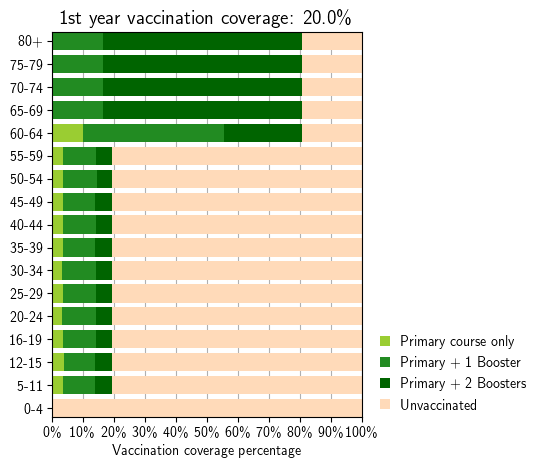 1st year vaccination coverage: 20.0%
80+
75-79
70-74
65-69
60-64
55-59
50-54
45-49
40-44
35-39
30-34
25-29
20-24
16-19
12-15
5-11
0-4
0% 10% 20% 30% 40% 50% 60% 70% 80% 90% 100%
Vaccination coverage percentage
Primary course only
Primary + 1 Booster
Primary + 2 Boosters
Unvaccinated